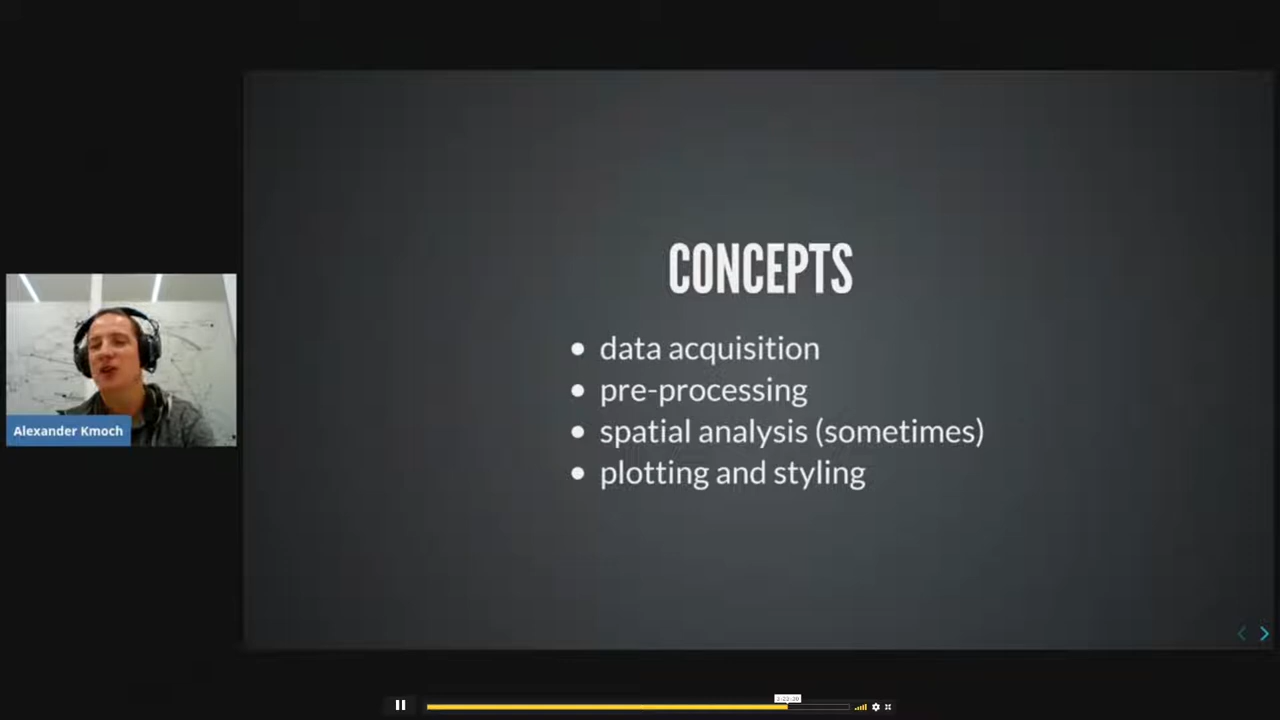 CONCEPTS
data acquisition
pre-processing
spatial analysis (sometimes)
plotting and styling
Alexander Kmoch